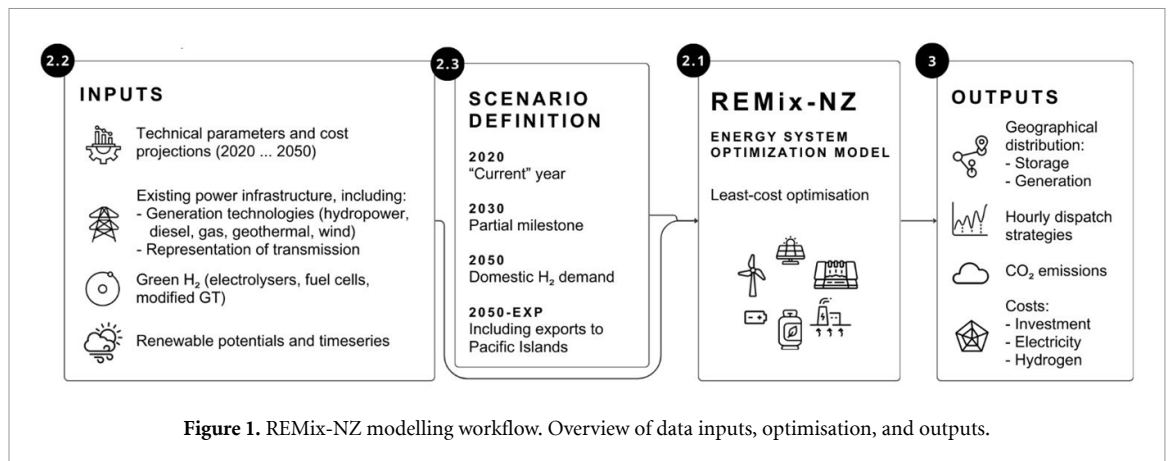 2.2
INPUTS
Technical parameters and cost
projections (2020 ... 2050)
Existing power infrastructure, including:
- Generation technologies (hydropower,
diesel, gas, geothermal, wind)
- Representation of transmission
Green H₂ (electrolysers, fuel cells,
modified GT)
Renewable potentials and timeseries
2.3
SCENARIO
DEFINITION
2020
"Current" year
2030
Partial milestone
2050
Domestic H₂ demand
2050-EXP
Including exports to
Pacific Islands
2.1
REMix-NZ
ENERGY SYSTEM
OPTIMIZATION MODEL
Least-cost optimisation
3
OUTPUTS
Geographical
distribution:
- Storage
- Generation
Hourly dispatch
strategies
CO₂ emissions
Costs:
- Investment
- Electricity
- Hydrogen
Figure 1. REMix-NZ modelling workflow. Overview of data inputs, optimisation, and outputs.